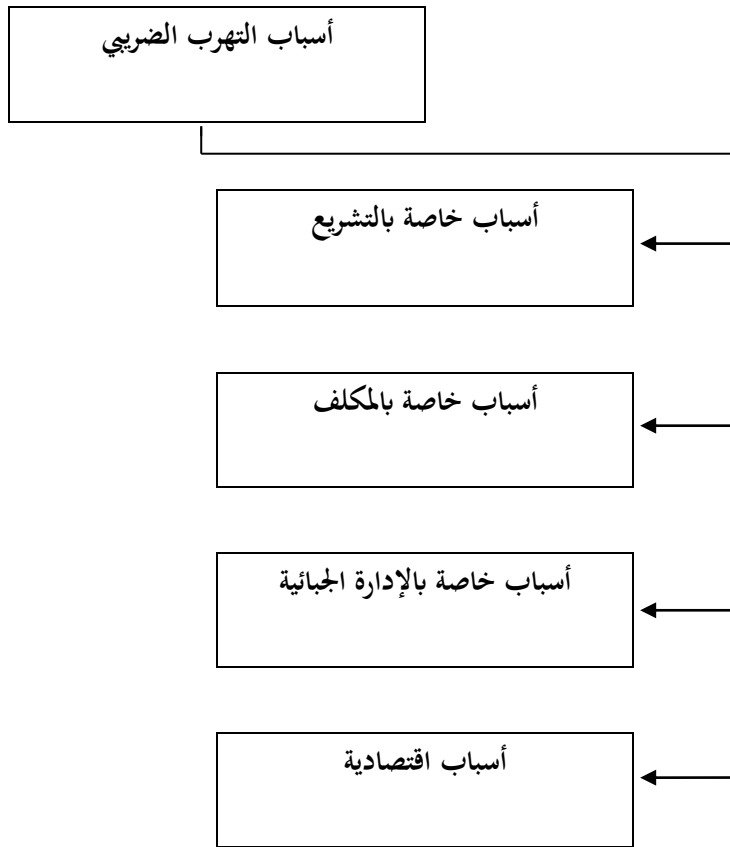 أسباب التهرب الضريبي
أسباب خاصة بالتشريع
أسباب خاصة بالمكلف
أسباب خاصة بالإدارة الجبائية
أسباب اقتصادية